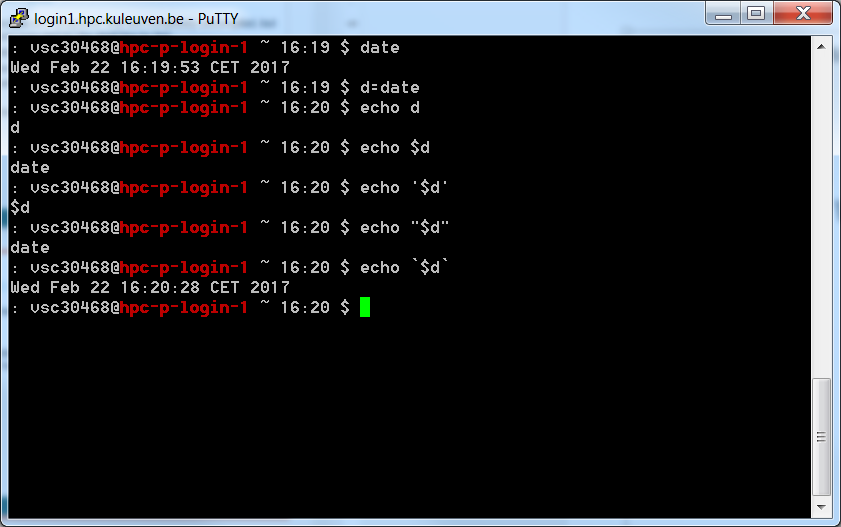 login1.hpc.kuleuven.be - PuTTY
: vsc30468@hpc-p-login-1 ~ 16:19 $ date
Wed Feb 22 16:19:53 CET 2017
: vsc30468@hpc-p-login-1 ~ 16:19 $ d=date
: vsc30468@hpc-p-login-1 ~ 16:20 $ echo d
d
: vsc30468@hpc-p-login-1 ~ 16:20 $ echo $d
date
: vsc30468@hpc-p-login-1 ~ 16:20 $ echo '$d'
$d
: vsc30468@hpc-p-login-1 ~ 16:20 $ echo "$d"
date
: vsc30468@hpc-p-login-1 ~ 16:20 $ echo `$d`
Wed Feb 22 16:20:28 CET 2017
: vsc30468@hpc-p-login-1 ~ 16:20 $